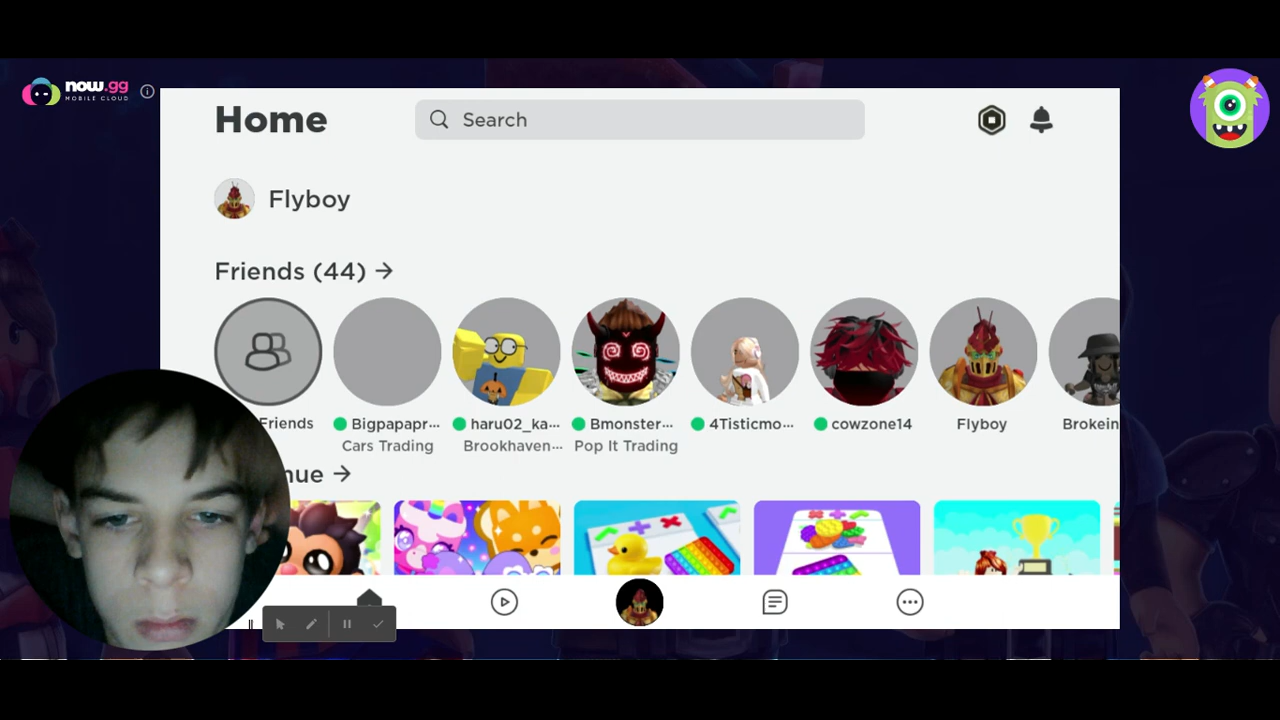 now.gg
MOBILE CLOUD
Home
Search
Flyboy
Friends (44)
Friends
Bigpapapr...
haru02_ka...
Bmonster-...
4Tisticmo...
cowzone14
Flyboy
Brokein
Cars Trading
Brookhaven...
Pop It Trading
nue